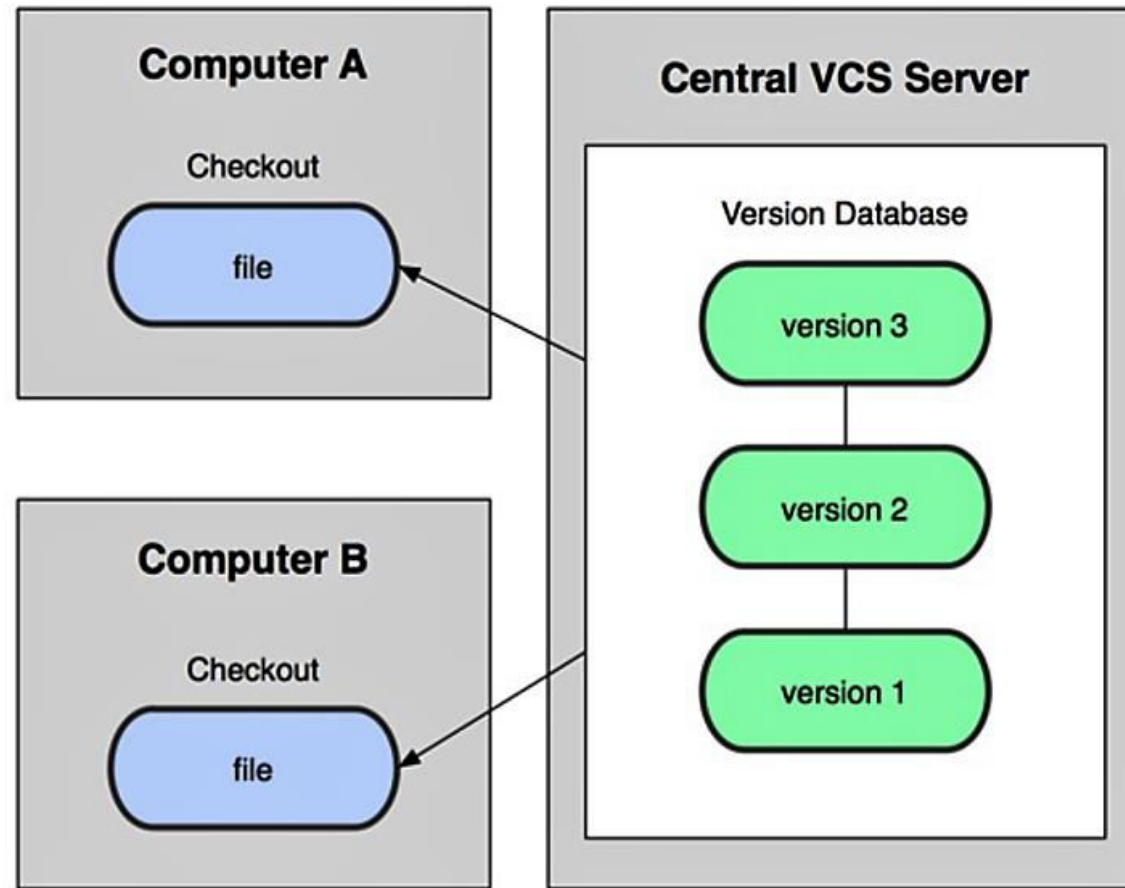 Computer A
Checkout
file
Computer B
Checkout
file
Central VCS Server
Version Database
version 3
version 2
version 1